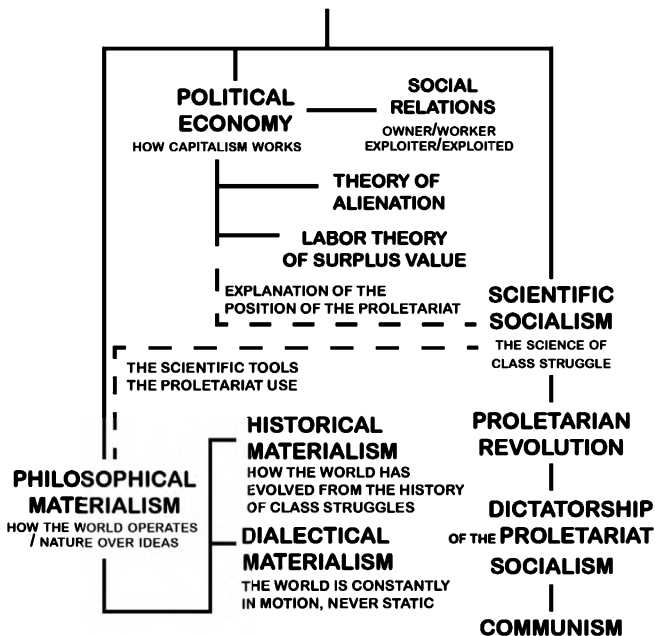 POLITICAL
ECONOMY
HOW CAPITALISM WORKS
SOCIAL
RELATIONS
OWNER/WORKER
EXPLOITER/EXPLOITED
THEORY OF
ALIENATION
LABOR THEORY
OF SURPLUS VALUE
EXPLANATION OF THE
POSITION OF THE PROLETARIAT
SCIENTIFIC
SOCIALISM
THE SCIENCE OF
CLASS STRUGGLE
THE SCIENTIFIC TOOLS
THE PROLETARIAT USE
PHILOSOPHICAL
MATERIALISM
HOW THE WORLD OPERATES
/ NATURE OVER IDEAS
HISTORICAL
MATERIALISM
HOW THE WORLD HAS
EVOLVED FROM THE HISTORY
OF CLASS STRUGGLES
DIALECTICAL
MATERIALISM
THE WORLD IS CONSTANTLY
IN MOTION, NEVER STATIC
PROLETARIAN
REVOLUTION
DICTATORSHIP
OF THE PROLETARIAT
SOCIALISM
COMMUNISM